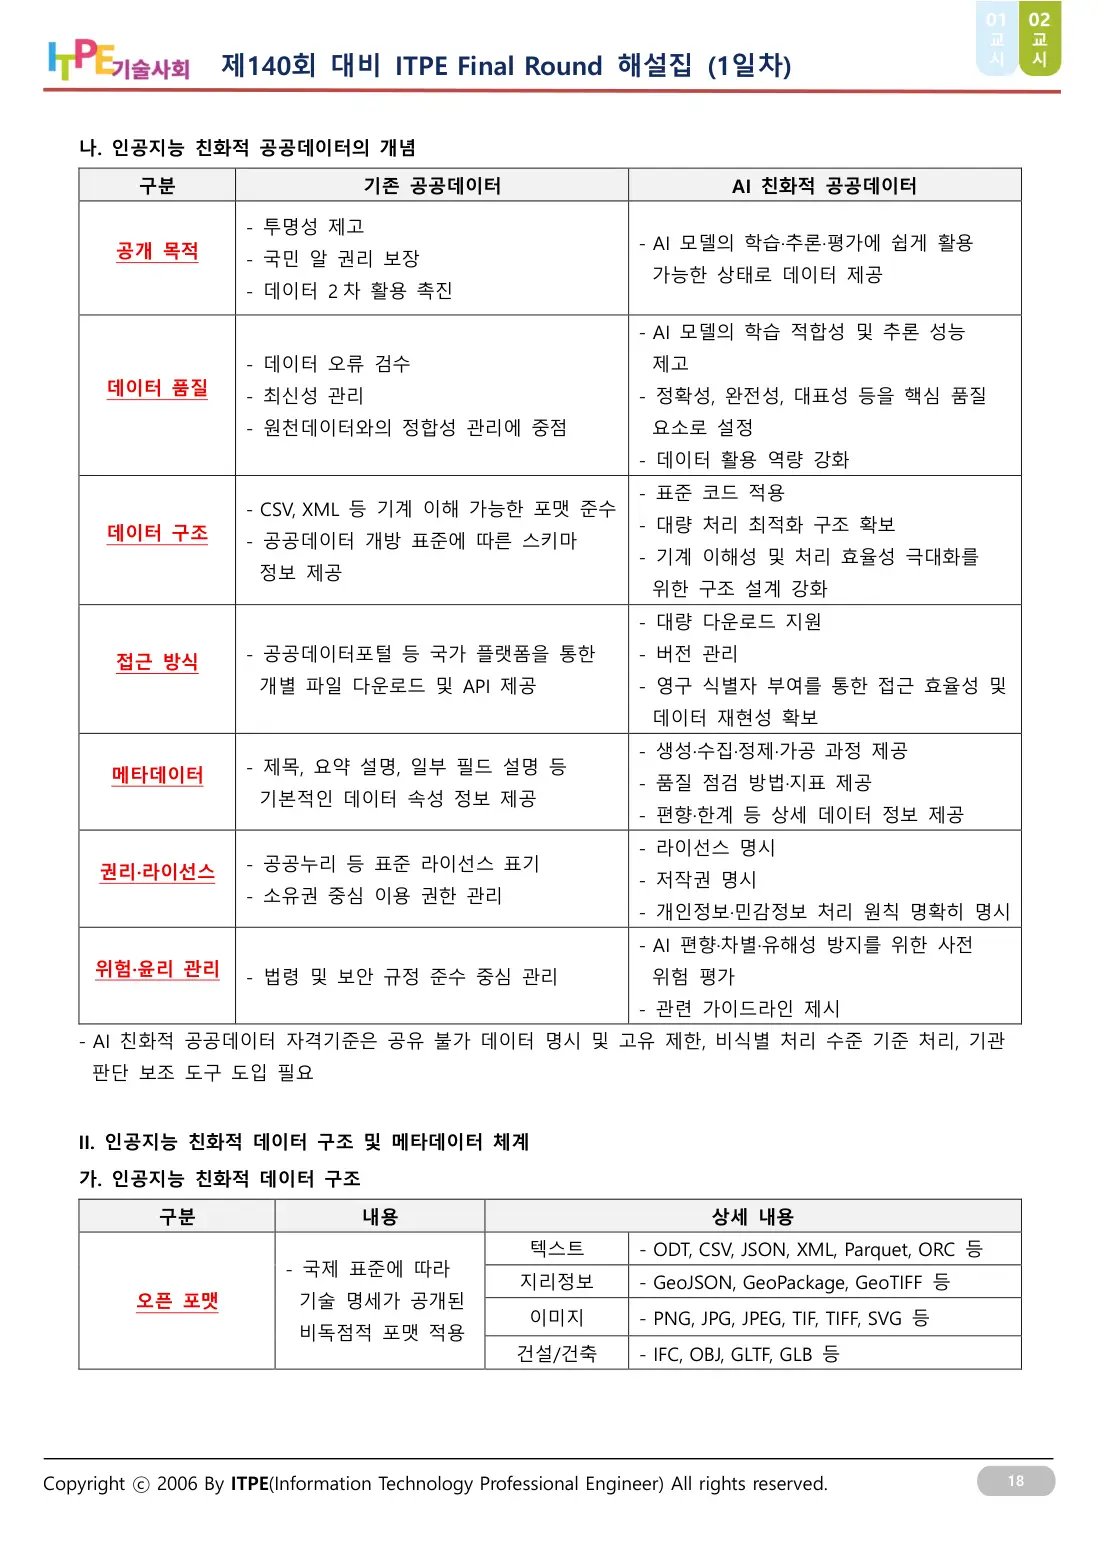 ITPE기술사회 제140회 대비 ITPE Final Round 해설집 (1일차)
01 교 시
02 교 시
나. 인공지능 친화적 공공데이터의 개념
구분 기존 공공데이터 AI 친화적 공공데이터
공개 목적
- 투명성 제고
- 국민 알 권리 보장
- 데이터 2차 활용 촉진
- AI 모델의 학습·추론·평가에 쉽게 활용
가능한 상태로 데이터 제공
데이터 품질
- 데이터 오류 검수
- 최신성 관리
- 원천데이터와의 정합성 관리에 중점
- AI 모델의 학습 적합성 및 추론 성능
제고
- 정확성, 완전성, 대표성 등을 핵심 품질
요소로 설정
- 데이터 활용 역량 강화
데이터 구조
- CSV, XML 등 기계 이해 가능한 포맷 준수
- 공공데이터 개방 표준에 따른 스키마
정보 제공
- 표준 코드 적용
- 대량 처리 최적화 구조 확보
- 기계 이해성 및 처리 효율성 극대화를
위한 구조 설계 강화
접근 방식
- 공공데이터포털 등 국가 플랫폼을 통한
개별 파일 다운로드 및 API 제공
- 대량 다운로드 지원
- 버전 관리
- 영구 식별자 부여를 통한 접근 효율성 및
데이터 재현성 확보
메타데이터
- 제목, 요약 설명, 일부 필드 설명 등
기본적인 데이터 속성 정보 제공
- 생성·수집·정제·가공 과정 제공
- 품질 점검 방법·지표 제공
- 편향·한계 등 상세 데이터 정보 제공
권리·라이선스
- 공공누리 등 표준 라이선스 표기
- 소유권 중심 이용 권한 관리
- 라이선스 명시
- 저작권 명시
- 개인정보·민감정보 처리 원칙 명확히 명시
위험·윤리 관리
- 법령 및 보안 규정 준수 중심 관리
- AI 편향·차별·유해성 방지를 위한 사전
위험 평가
- 관련 가이드라인 제시
- AI 친화적 공공데이터 자격기준은 공유 불가 데이터 명시 및 고유 제한, 비식별 처리 수준 기준 처리, 기관
판단 보조 도구 도입 필요
II. 인공지능 친화적 데이터 구조 및 메타데이터 체계
가. 인공지능 친화적 데이터 구조
구분 내용 상세 내용
오픈 포맷
- 국제 표준에 따라
기술 명세가 공개된
비독점적 포맷 적용
텍스트 - ODT, CSV, JSON, XML, Parquet, ORC 등
지리정보 - GeoJSON, GeoPackage, GeoTIFF 등
이미지 - PNG, JPG, JPEG, TIF, TIFF, SVG 등
건설/건축 - IFC, OBJ, GLTF, GLB 등
Copyright ⓒ 2006 By ITPE(Information Technology Professional Engineer) All rights reserved.
18